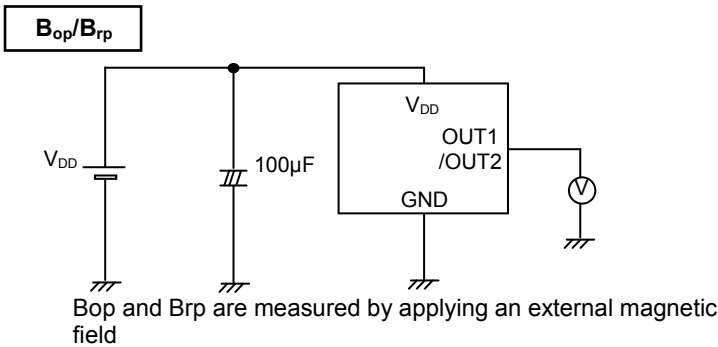 Bop/Brp
VDD
OUT1
/OUT2
VDD
100µF
GND
V
Bop and Brp are measured by applying an external magnetic
field